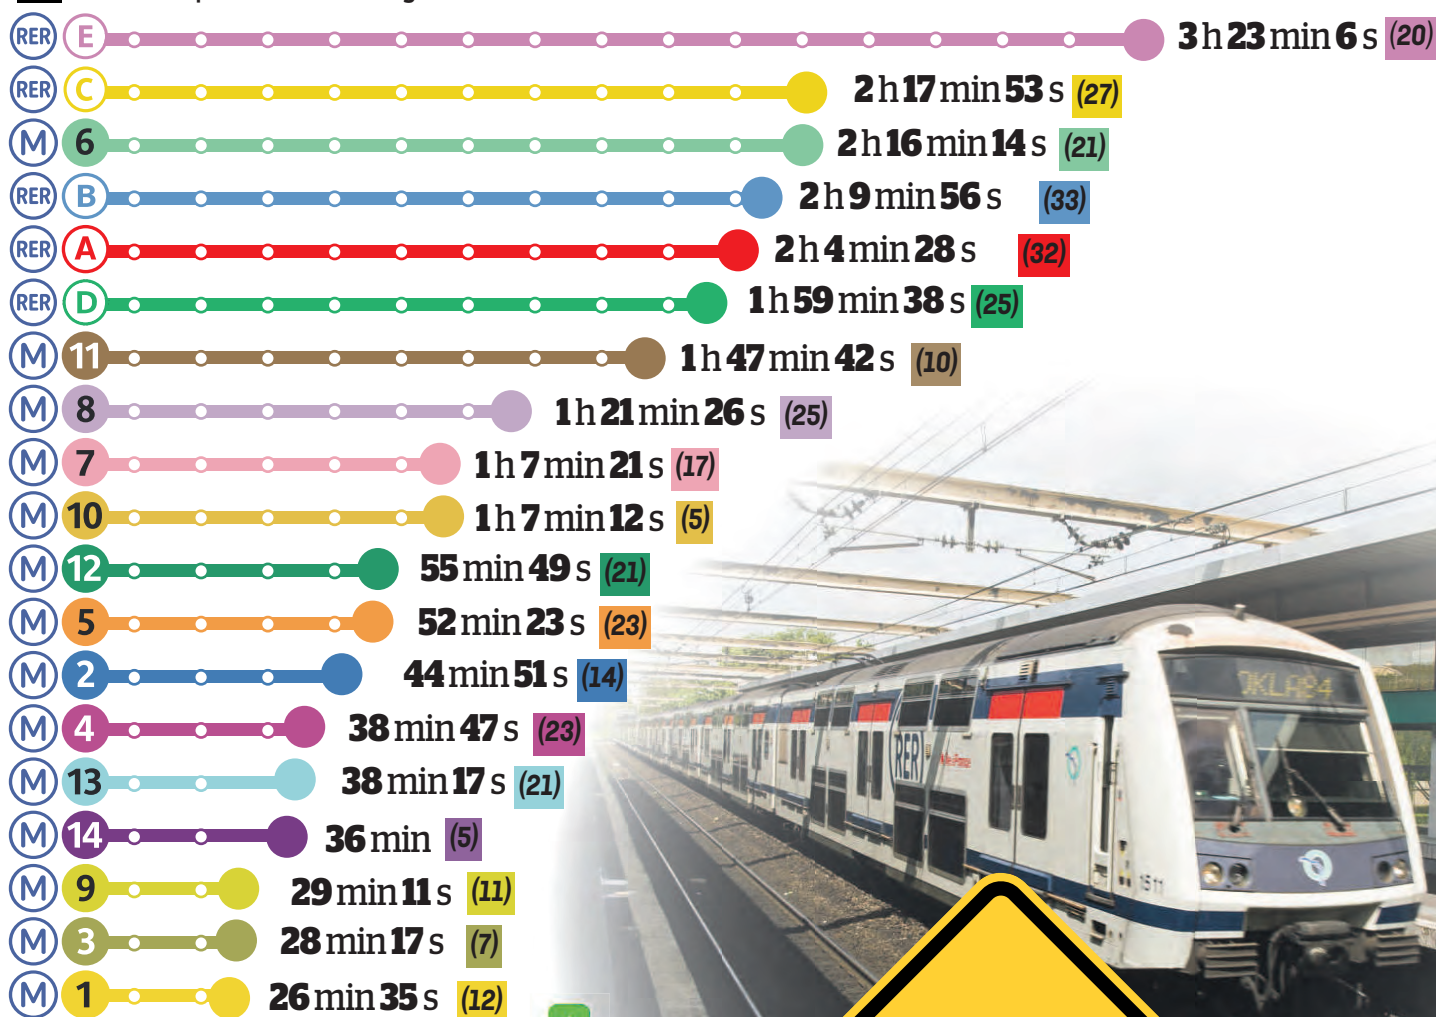 RER E 3 h 23 min 6 s (20)
RER C 2 h 17 min 53 s (27)
M 6 2 h 16 min 14 s (21)
RER B 2 h 9 min 56 s (33)
RER A 2 h 4 min 28 s (32)
RER D 1 h 59 min 38 s (25)
M 11 1 h 47 min 42 s (10)
M 8 1 h 21 min 26 s (25)
M 7 1 h 7 min 21 s (17)
M 10 1 h 7 min 12 s (5)
M 12 55 min 49 s (21)
M 5 52 min 23 s (23)
M 2 44 min 51 s (14)
M 4 38 min 47 s (23)
M 13 38 min 17 s (21)
M 14 36 min (5)
M 9 29 min 11 s (11)
M 3 28 min 17 s (7)
M 1 26 min 35 s (12)
RER
1511